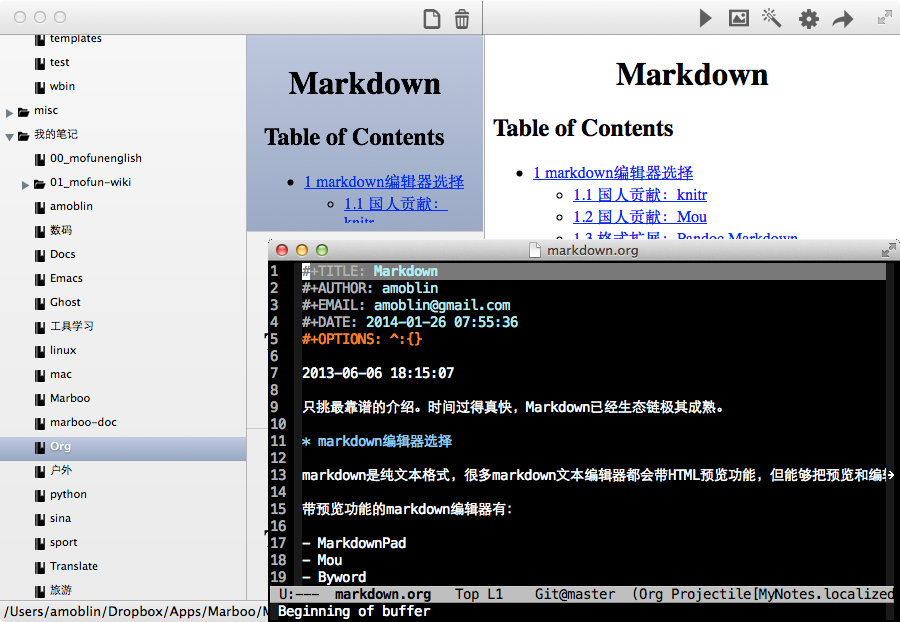 templates
test
wbin
misc
我的笔记
00_mofunenglish
01_mofun-wiki
amoblin
数码
Docs
Emacs
Ghost
工具学习
linux
mac
Marboo
marboo-doc
Org
户外
python
sina
sport
Translate
旅游
/Users/amoblin/Dropbox/Apps/Marboo/M
Markdown
Table of Contents
1 markdown编辑器选择
1.1 国人贡献：
knitr
Markdown
Table of Contents
1 markdown编辑器选择
1.1 国人贡献：knitr
1.2 国人贡献：Mou
1.3 格式扩展：Pandoc Markdown
markdown.org
1 #+TITLE: Markdown
2 #+AUTHOR: amoblin
3 #+EMAIL: amoblin@gmail.com
4 #+DATE: 2014-01-26 07:55:36
5 #+OPTIONS: ^:{}
6
7 2013-06-06 18:15:07
8
9 只挑最靠谱的介绍。时间过得真快，Markdown已经生态链极其成熟。
10
11 * markdown编辑器选择
12
13 markdown是纯文本格式，很多markdown文本编辑器都会带HTML预览功能，但能够把预览和编
14
15 带预览功能的markdown编辑器有：
16
17 - MarkdownPad
18 - Mou
19 - Byword
U:--- markdown.org Top L1 Git@master (Org Projectile[MyNotes.localized
Beginning of buffer